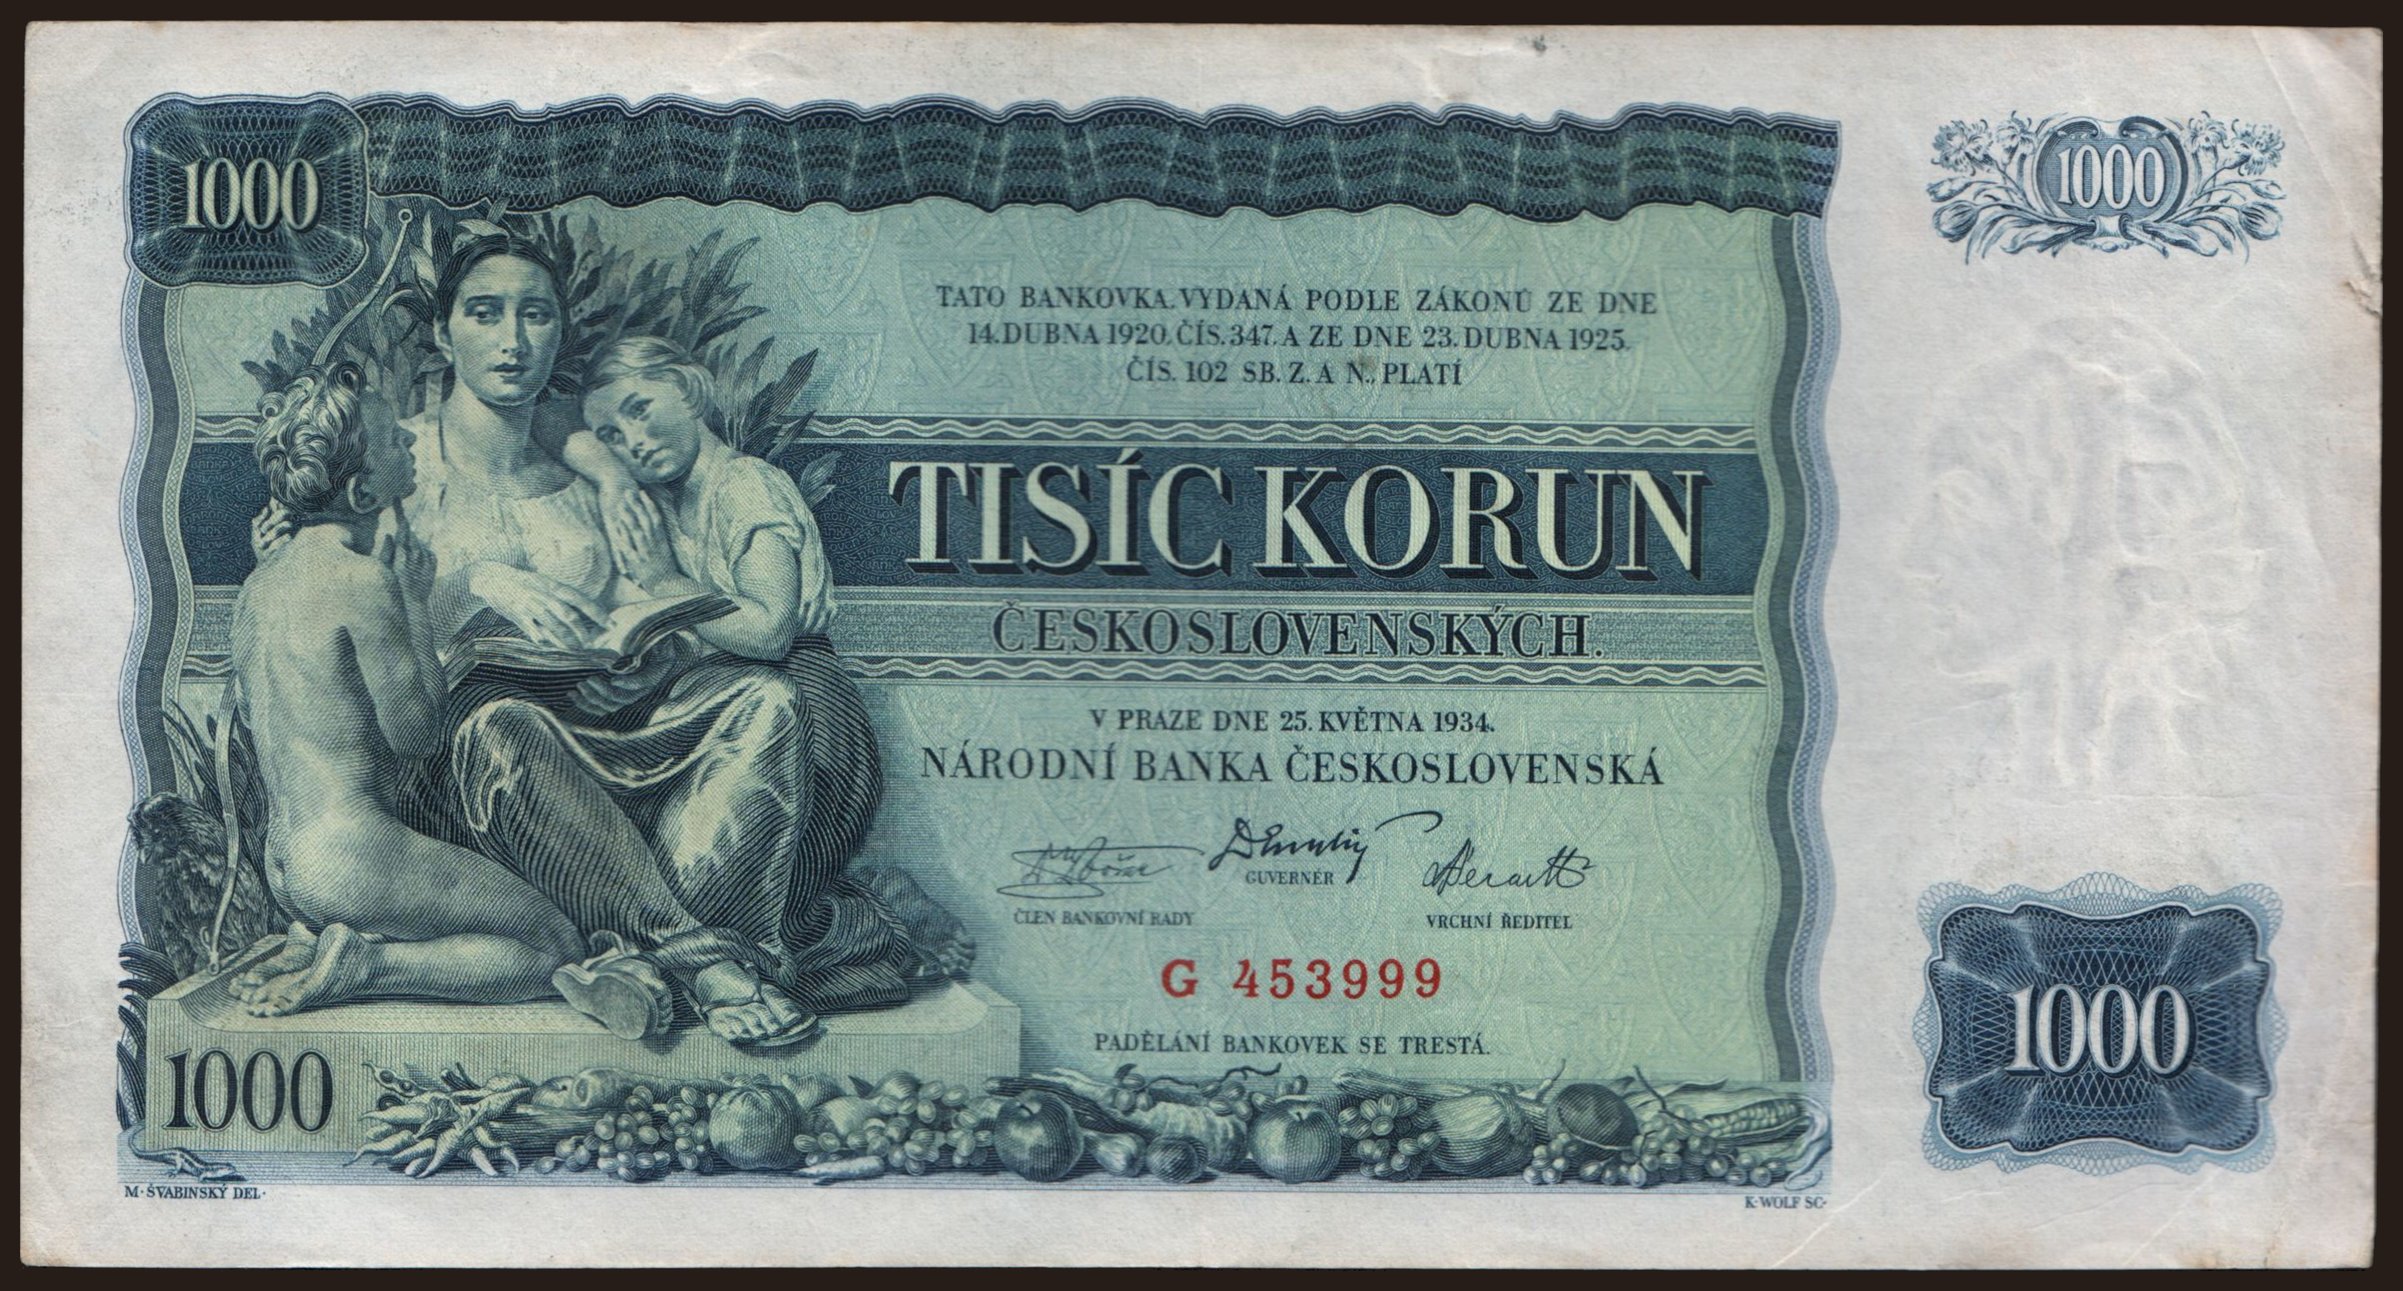 1000
1000
TATO BANKOVKA, VYDANÁ PODLE ZÁKONŮ ZE DNE
14. DUBNA 1920, ČÍS. 347, A ZE DNE 23. DUBNA 1925,
ČÍS. 102 SB. Z. A N., PLATÍ
TISÍC KORUN
ČESKOSLOVENSKÝCH.
V PRAZE DNE 25. KVĚTNA 1934.
NÁRODNÍ BANKA ČESKOSLOVENSKÁ
GUVERNÉR
ČLEN BANKOVNÍ RADY
VRCHNÍ ŘEDITEL
G 453999
PADĚLÁNÍ BANKOVEK SE TRESTÁ.
1000
1000
M·ŠVABINSKÝ DEL·
K·WOLF SC·